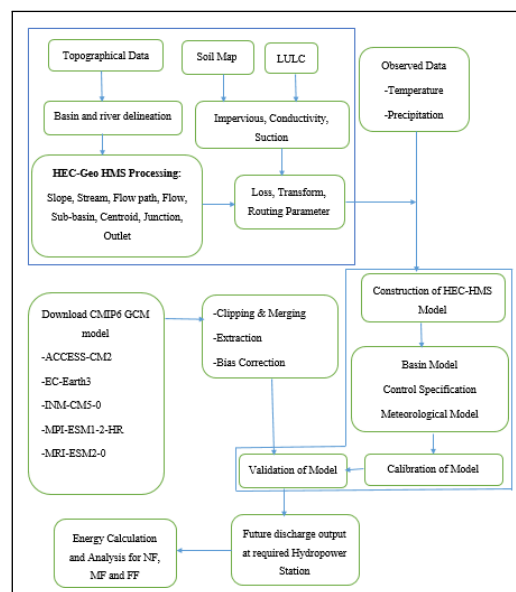 Topographical Data
Soil Map
LULC
Observed Data
-Temperature
-Precipitation
Basin and river delineation
Impervious, Conductivity,
Suction
HEC-Geo HMS Processing:
Slope, Stream, Flow path, Flow,
Sub-basin, Centroid, Junction,
Outlet
Loss, Transform,
Routing Parameter
Construction of HEC-HMS
Model
Download CMIP6 GCM
model
-ACCESS-CM2
-EC-Earth3
-INM-CM5-0
-MPI-ESM1-2-HR
-MRI-ESM2-0
-Clipping & Merging
-Extraction
-Bias Correction
Basin Model
Control Specification
Meteorological Model
Validation of Model
Calibration of Model
Energy Calculation
and Analysis for NF,
MF and FF
Future discharge output
at required Hydropower
Station